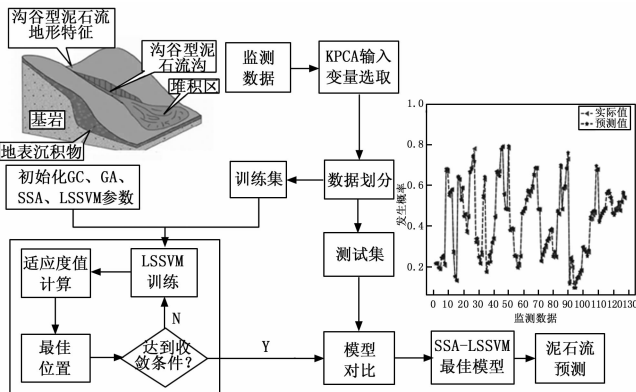 沟谷型泥石流
地形特征
沟谷型泥
石流沟
堆积区
基岩
地表沉积物
监测
数据
KPCA输入
变量选取
初始化GC、GA、
SSA、LSSVM参数
训练集
数据划分
测试集
适应度值
计算
LSSVM
训练
N
最佳
位置
达到收
敛条件?
Y
模型
对比
SSA-LSSVM
最佳模型
泥石流
预测
实际值
预测值
发生概率
1.0
0.8
0.6
0.4
0.2
0 10 20 30 40 50 60 70 80 90 100 110 120 130
监测数据